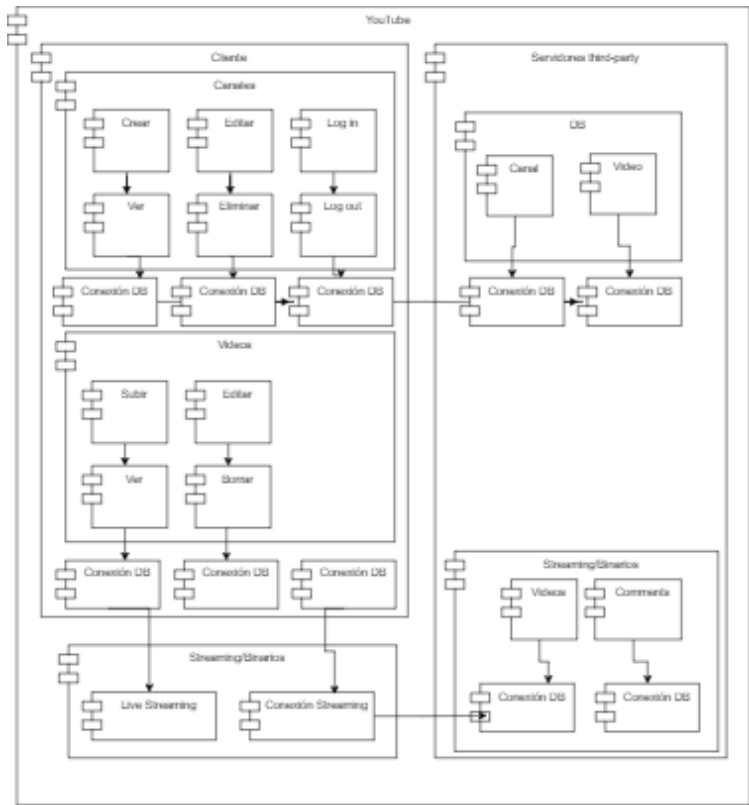 YouTube
Cliente
Canales
Crear
Editar
Log in
Ver
Eliminar
Log out
Conexión DB
Conexión DB
Conexión DB
Videos
Subir
Editar
Ver
Borrar
Conexión DB
Conexión DB
Conexión DB
Streaming/Binarios
Live Streaming
Conexión Streaming
Servidores third-party
DB
Canal
Video
Conexión DB
Conexión DB
Streaming/Binarios
Videos
Comments
Conexión DB
Conexión DB